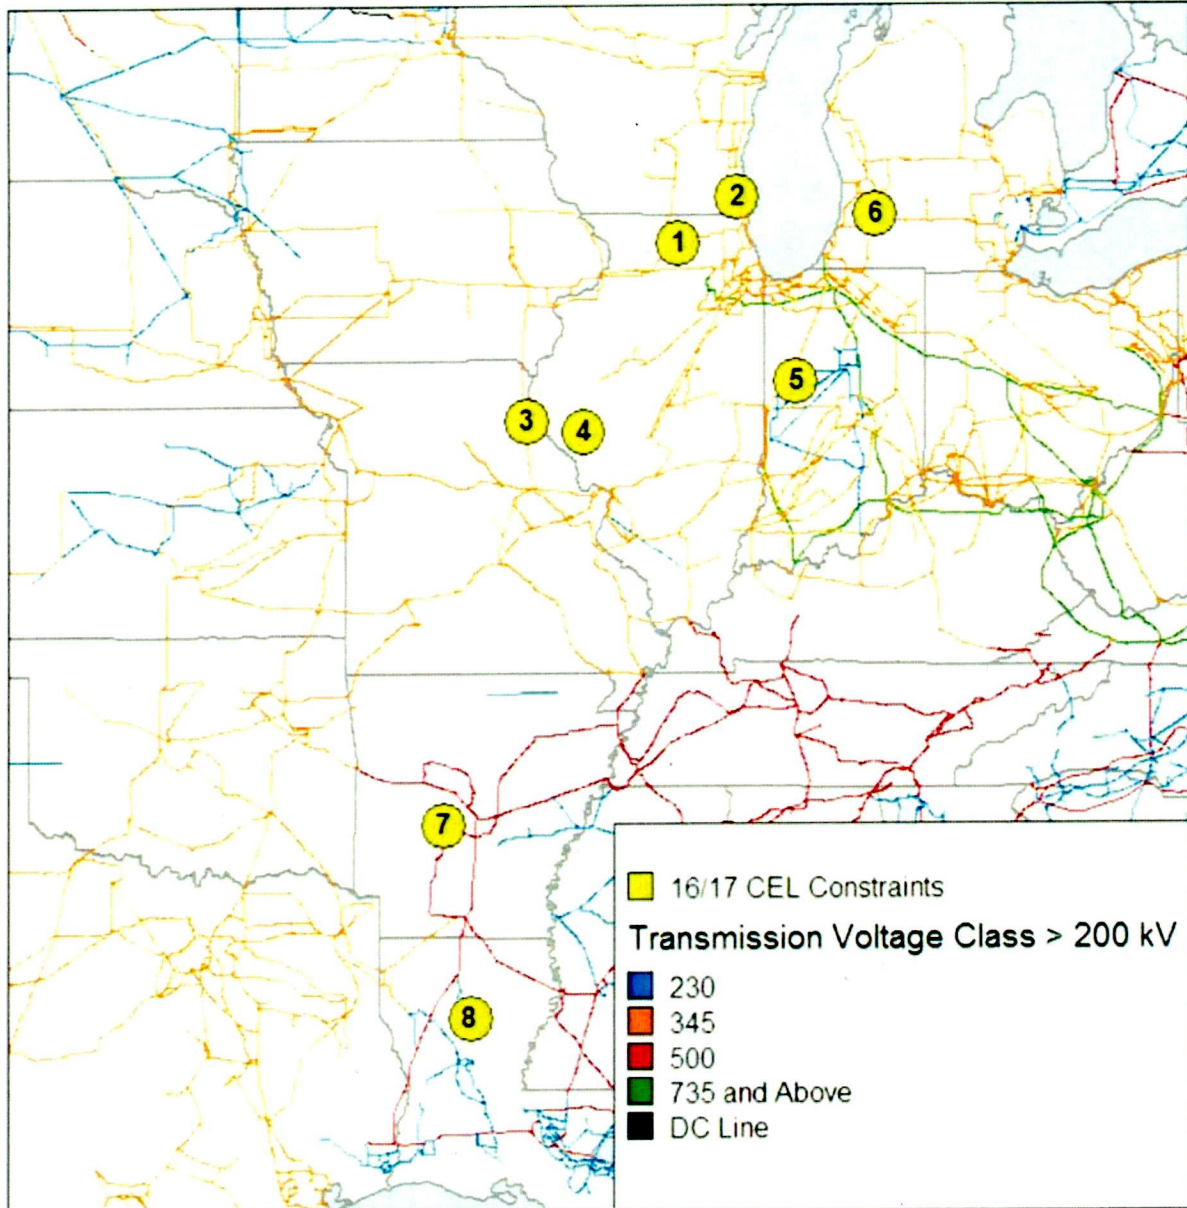 2
6
1
5
3
4
7
8
16/17 CEL Constraints
Transmission Voltage Class > 200 kV
230
345
500
735 and Above
DC Line